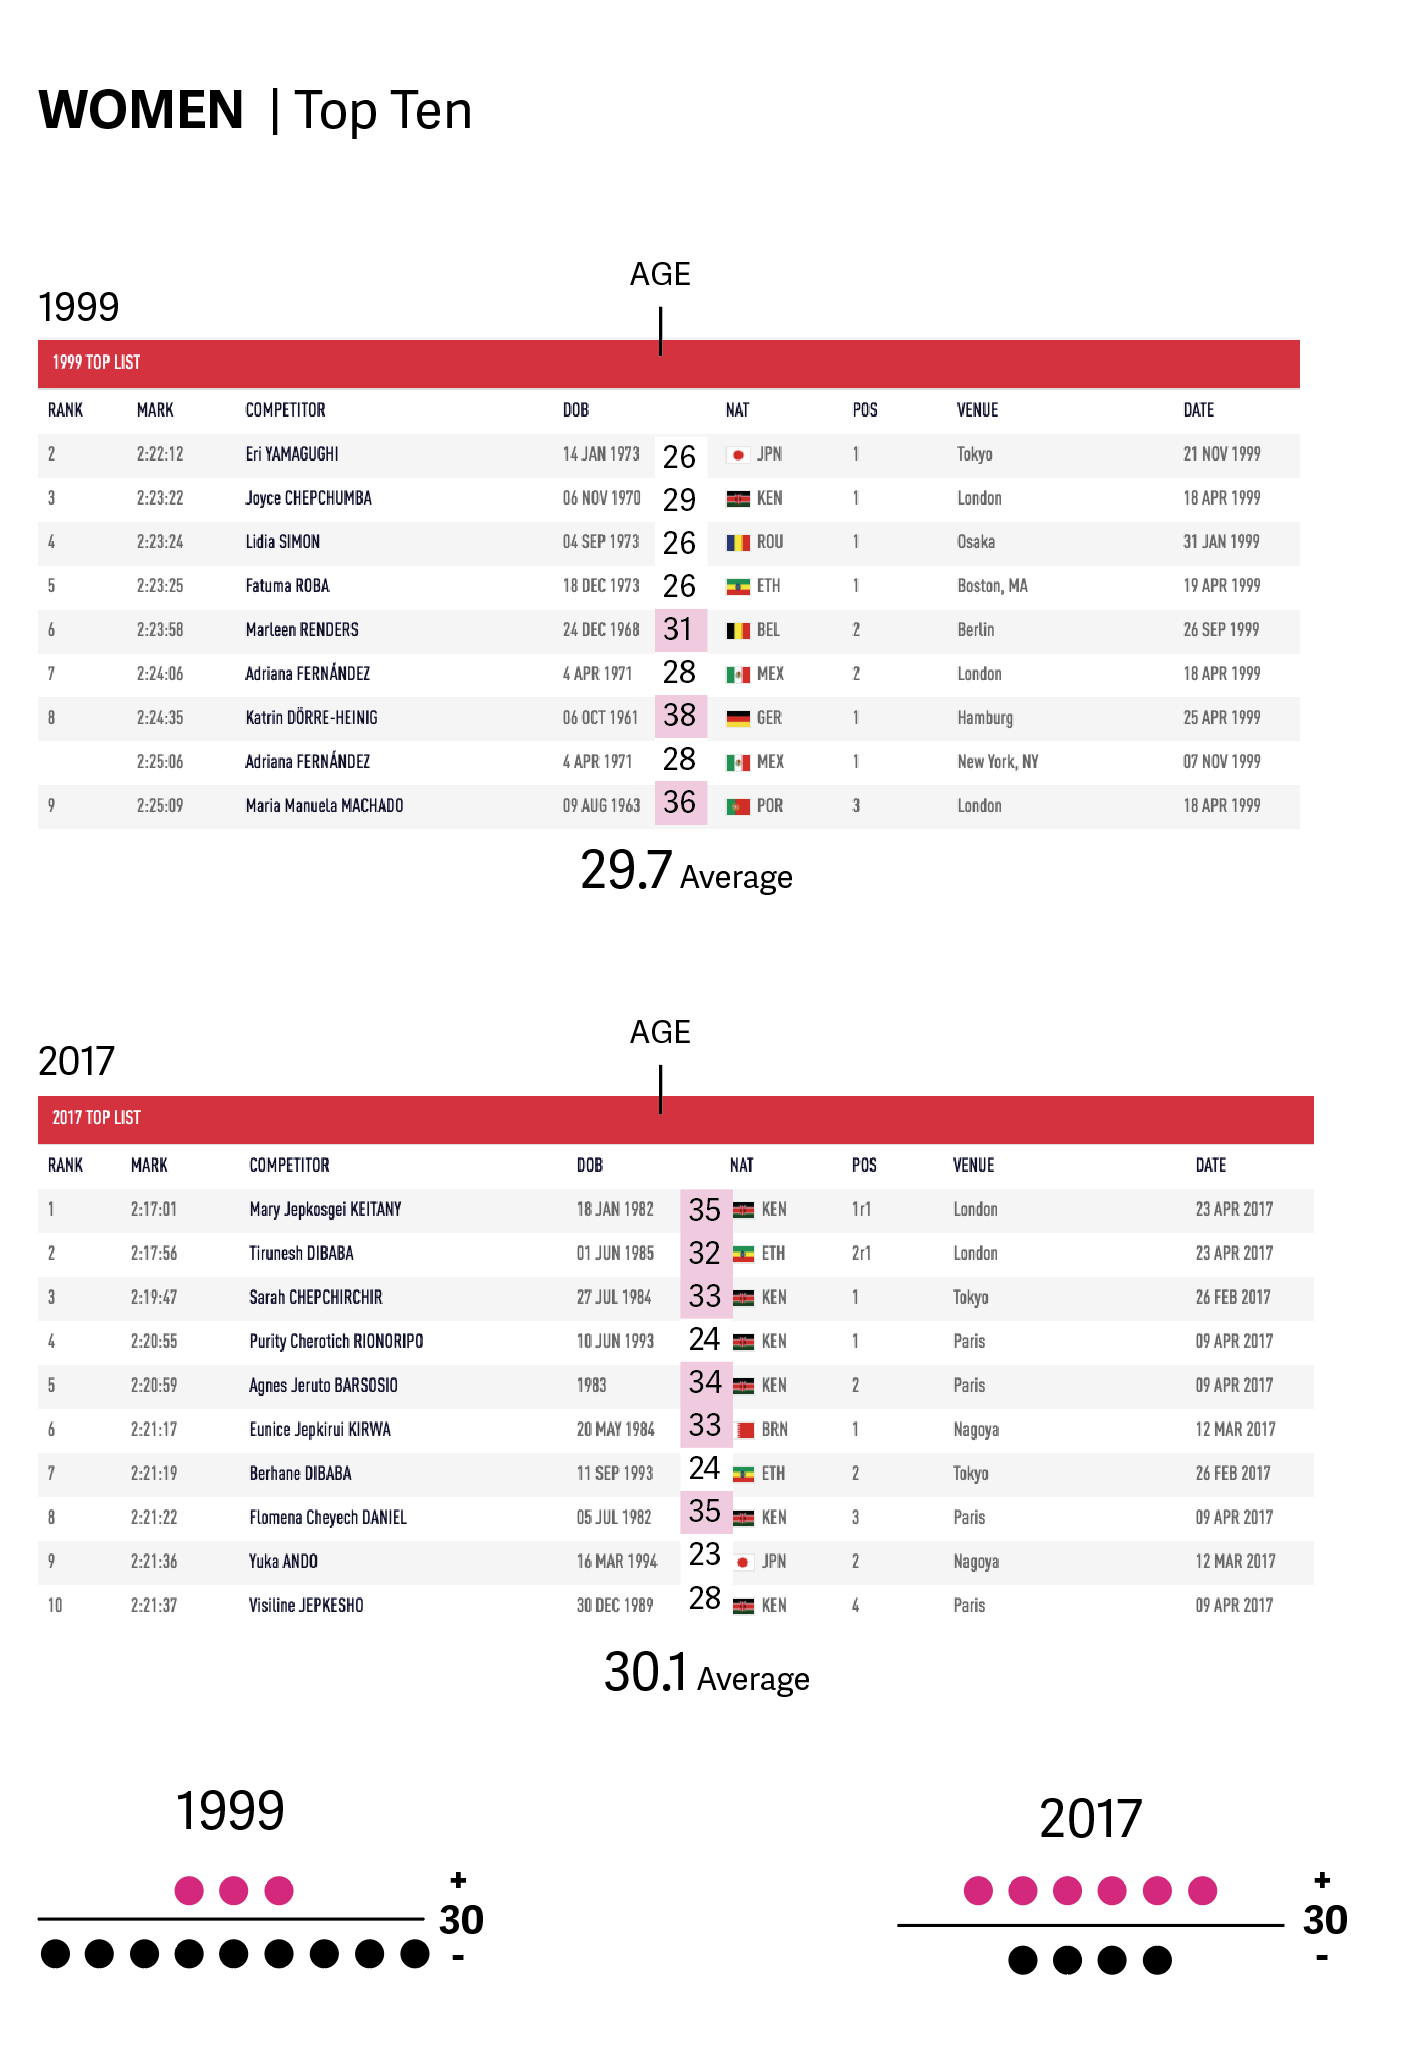 WOMEN | Top Ten
AGE
1999
1999 TOP LIST
RANK MARK COMPETITOR DOB NAT POS VENUE DATE
2 2:22:12 Eri YAMAGUGHI 14 JAN 1973 26 JPN 1 Tokyo 21 NOV 1999
3 2:23:22 Joyce CHEPCHUMBA 06 NOV 1970 29 KEN 1 London 18 APR 1999
4 2:23:24 Lidia SIMON 04 SEP 1973 26 ROU 1 Osaka 31 JAN 1999
5 2:23:25 Fatuma ROBA 18 DEC 1973 26 ETH 1 Boston, MA 19 APR 1999
6 2:23:58 Marleen RENDERS 24 DEC 1968 31 BEL 2 Berlin 26 SEP 1999
7 2:24:06 Adriana FERNÁNDEZ 4 APR 1971 28 MEX 2 London 18 APR 1999
8 2:24:35 Katrin DÖRRE-HEINIG 06 OCT 1961 38 GER 1 Hamburg 25 APR 1999
2:25:06 Adriana FERNÁNDEZ 4 APR 1971 28 MEX 1 New York, NY 07 NOV 1999
9 2:25:09 Maria Manuela MACHADO 09 AUG 1963 36 POR 3 London 18 APR 1999
29.7 Average
AGE
2017
2017 TOP LIST
RANK MARK COMPETITOR DOB NAT POS VENUE DATE
1 2:17:01 Mary Jepkosgei KEITANY 18 JAN 1982 35 KEN 1r1 London 23 APR 2017
2 2:17:56 Tirunesh DIBABA 01 JUN 1985 32 ETH 2r1 London 23 APR 2017
3 2:19:47 Sarah CHEPCHIRCHIR 27 JUL 1984 33 KEN 1 Tokyo 26 FEB 2017
4 2:20:55 Purity Cherotich RIONORIPO 10 JUN 1993 24 KEN 1 Paris 09 APR 2017
5 2:20:59 Agnes Jeruto BARSOSIO 1983 34 KEN 2 Paris 09 APR 2017
6 2:21:17 Eunice Jepkirui KIRWA 20 MAY 1984 33 BRN 1 Nagoya 12 MAR 2017
7 2:21:19 Berhane DIBABA 11 SEP 1993 24 ETH 2 Tokyo 26 FEB 2017
8 2:21:22 Flomena Cheyech DANIEL 05 JUL 1982 35 KEN 3 Paris 09 APR 2017
9 2:21:36 Yuka ANDO 16 MAR 1994 23 JPN 2 Nagoya 12 MAR 2017
10 2:21:37 Visiline JEPKESHO 30 DEC 1989 28 KEN 4 Paris 09 APR 2017
30.1 Average
1999
+
30
-
2017
+
30
-